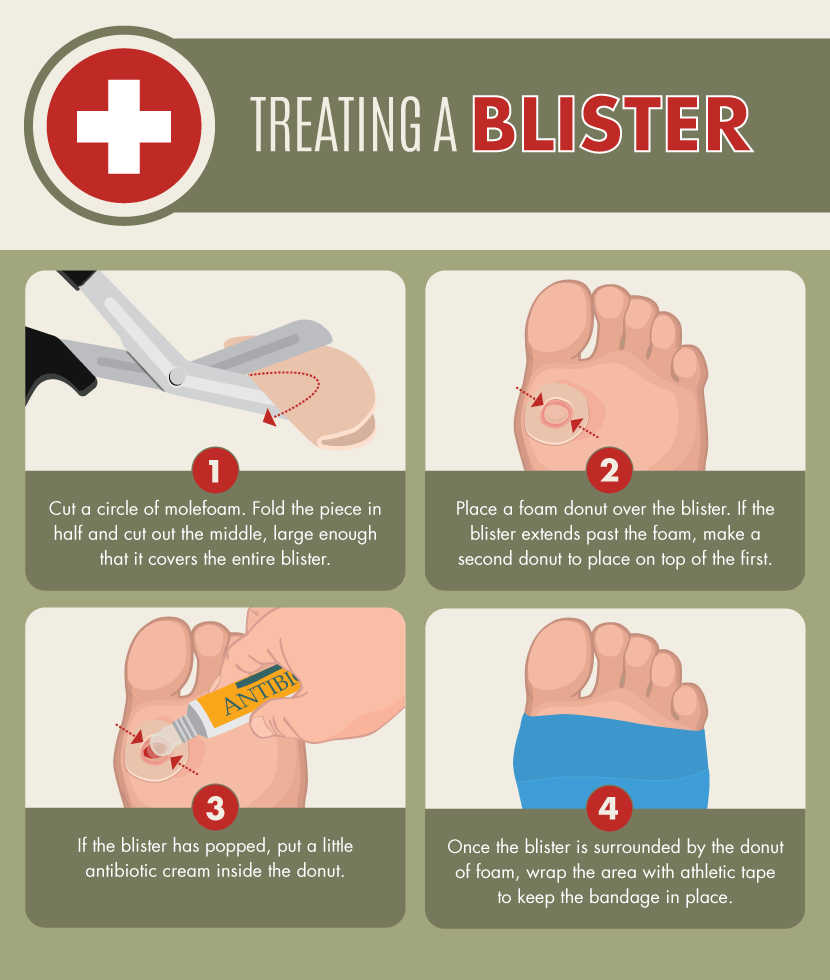 TREATING A BLISTER
1
Cut a circle of molefoam. Fold the piece in
half and cut out the middle, large enough
that it covers the entire blister.
2
Place a foam donut over the blister. If the
blister extends past the foam, make a
second donut to place on top of the first.
ANTIBIO
3
If the blister has popped, put a little
antibiotic cream inside the donut.
4
Once the blister is surrounded by the donut
of foam, wrap the area with athletic tape
to keep the bandage in place.